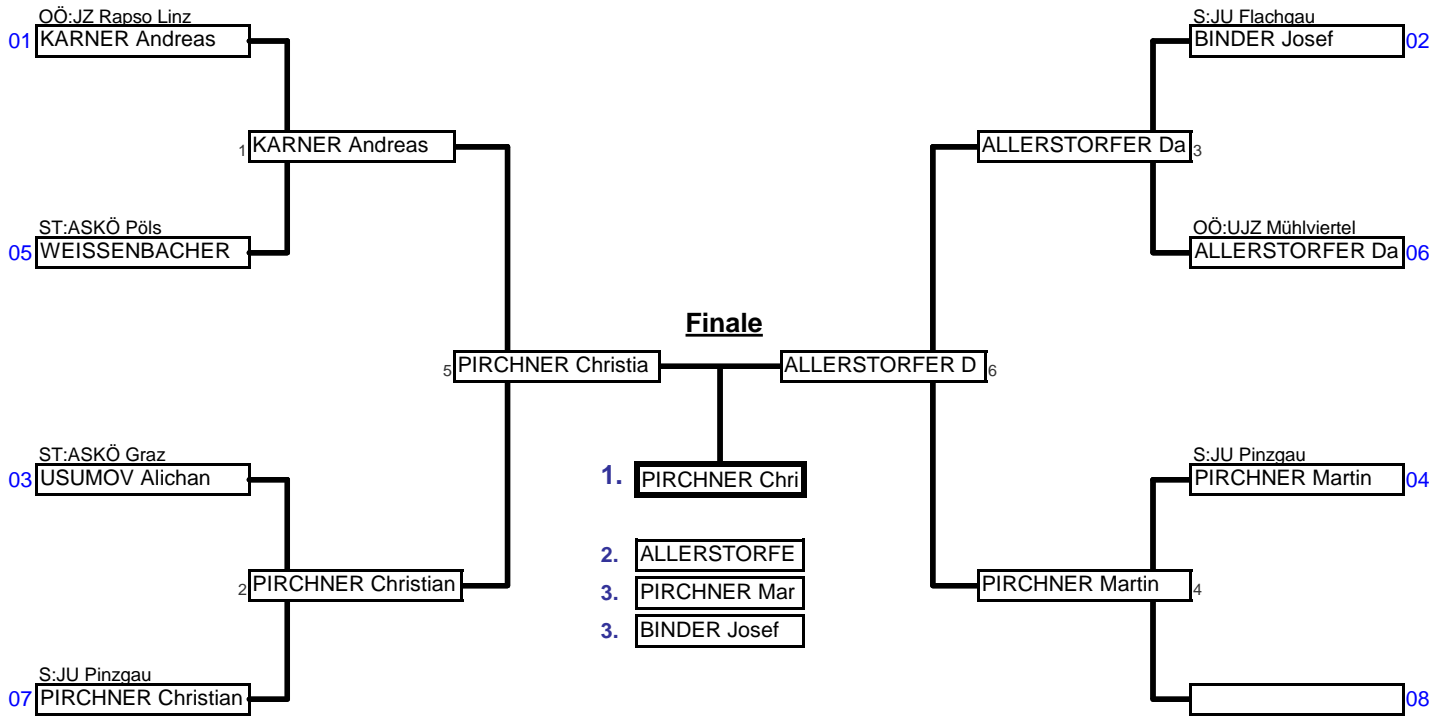 OÖ:JZ Rapso Linz
01 KARNER Andreas
S:JU Flachgau
BINDER Josef 02
1 KARNER Andreas
ALLERSTORFER Da 3
ST:ASKÖ Pöls
05 WEISSENBACHER
OÖ:UJZ Mühlviertel
ALLERSTORFER Da 06
Finale
5 PIRCHNER Christia
ALLERSTORFER D 6
ST:ASKÖ Graz
03 USUMOV Alichan
1. PIRCHNER Chri
S:JU Pinzgau
PIRCHNER Martin 04
2. ALLERSTORFE
2 PIRCHNER Christian
3. PIRCHNER Mar
PIRCHNER Martin 4
3. BINDER Josef
S:JU Pinzgau
07 PIRCHNER Christian
08